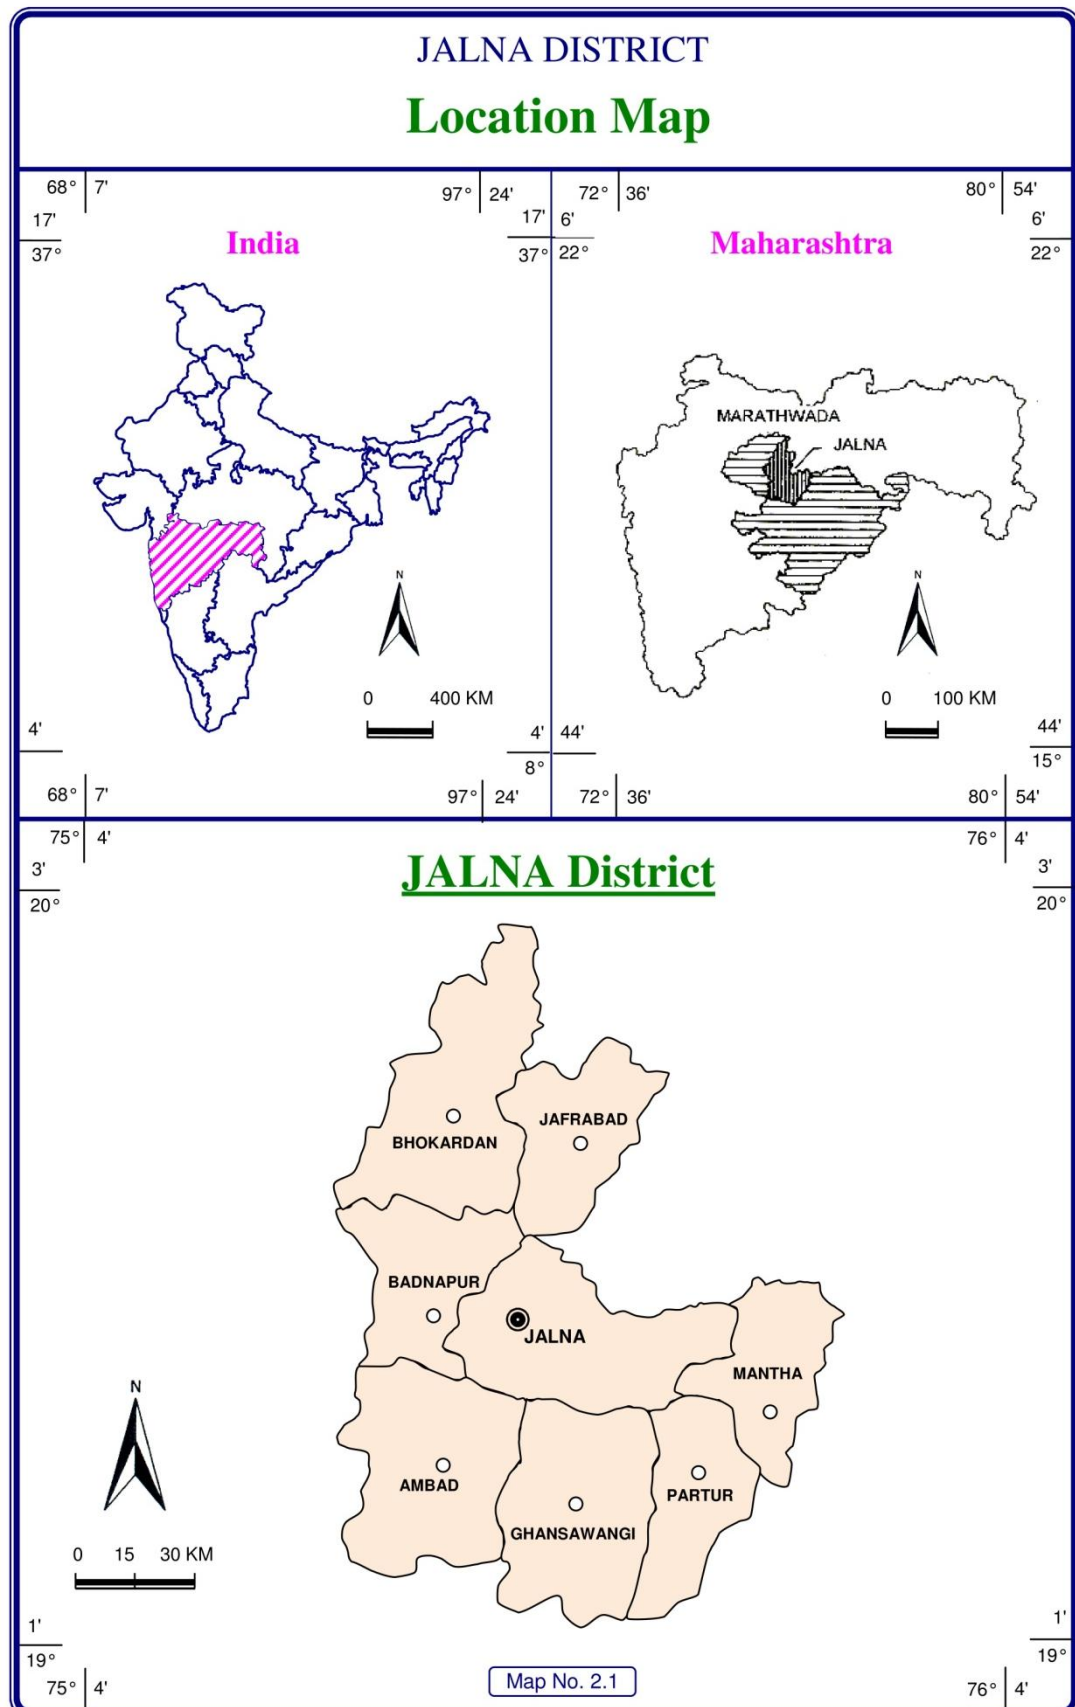 JALNA DISTRICT
Location Map
68° 7'
97° 24'
72° 36'
80° 54'
17'
37°
17'
37°
6'
22°
6'
22°
India
Maharashtra
MARATHWADA
JALNA
N
N
0 400 KM
0 100 KM
4'
4'
8°
44'
44'
15°
68° 7'
97° 24'
72° 36'
80° 54'
75° 4'
76° 4'
3'
20°
3'
20°
JALNA District
JAFRABAD
BHOKARDAN
BADNAPUR
JALNA
MANTHA
AMBAD
PARTUR
GHANSAWANGI
N
0 15 30 KM
1'
19°
1'
19°
75° 4'
76° 4'
Map No. 2.1